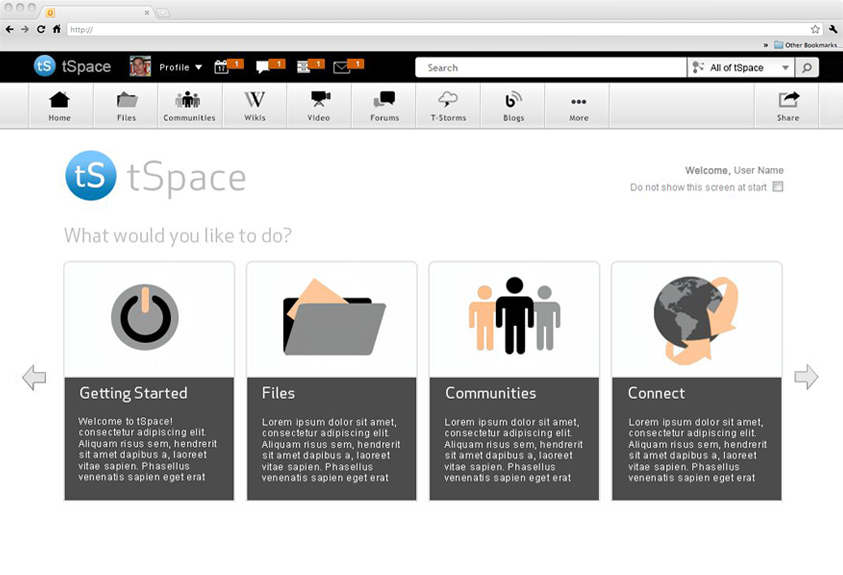 http://
»
Other Bookmarks
tS tSpace Profile 1 1 1 1 Search All of tSpace
Home Files Communities Wikis Video Forums T-Storms Blogs More Share
tS tSpace
Welcome, User Name
Do not show this screen at start
What would you like to do?
Getting Started
Welcome to tSpace!
consectetur adipiscing elit.
Aliquam risus sem, hendrerit
sit amet dapibus a, laoreet
vitae sapien. Phasellus
venenatis sapien eget erat
Files
Lorem ipsum dolor sit amet,
consectetur adipiscing elit.
Aliquam risus sem, hendrerit
sit amet dapibus a, laoreet
vitae sapien. Phasellus
venenatis sapien eget erat
Communities
Lorem ipsum dolor sit amet,
consectetur adipiscing elit.
Aliquam risus sem, hendrerit
sit amet dapibus a, laoreet
vitae sapien. Phasellus
venenatis sapien eget erat
Connect
Lorem ipsum dolor sit amet,
consectetur adipiscing elit.
Aliquam risus sem, hendrerit
sit amet dapibus a, laoreet
vitae sapien. Phasellus
venenatis sapien eget erat